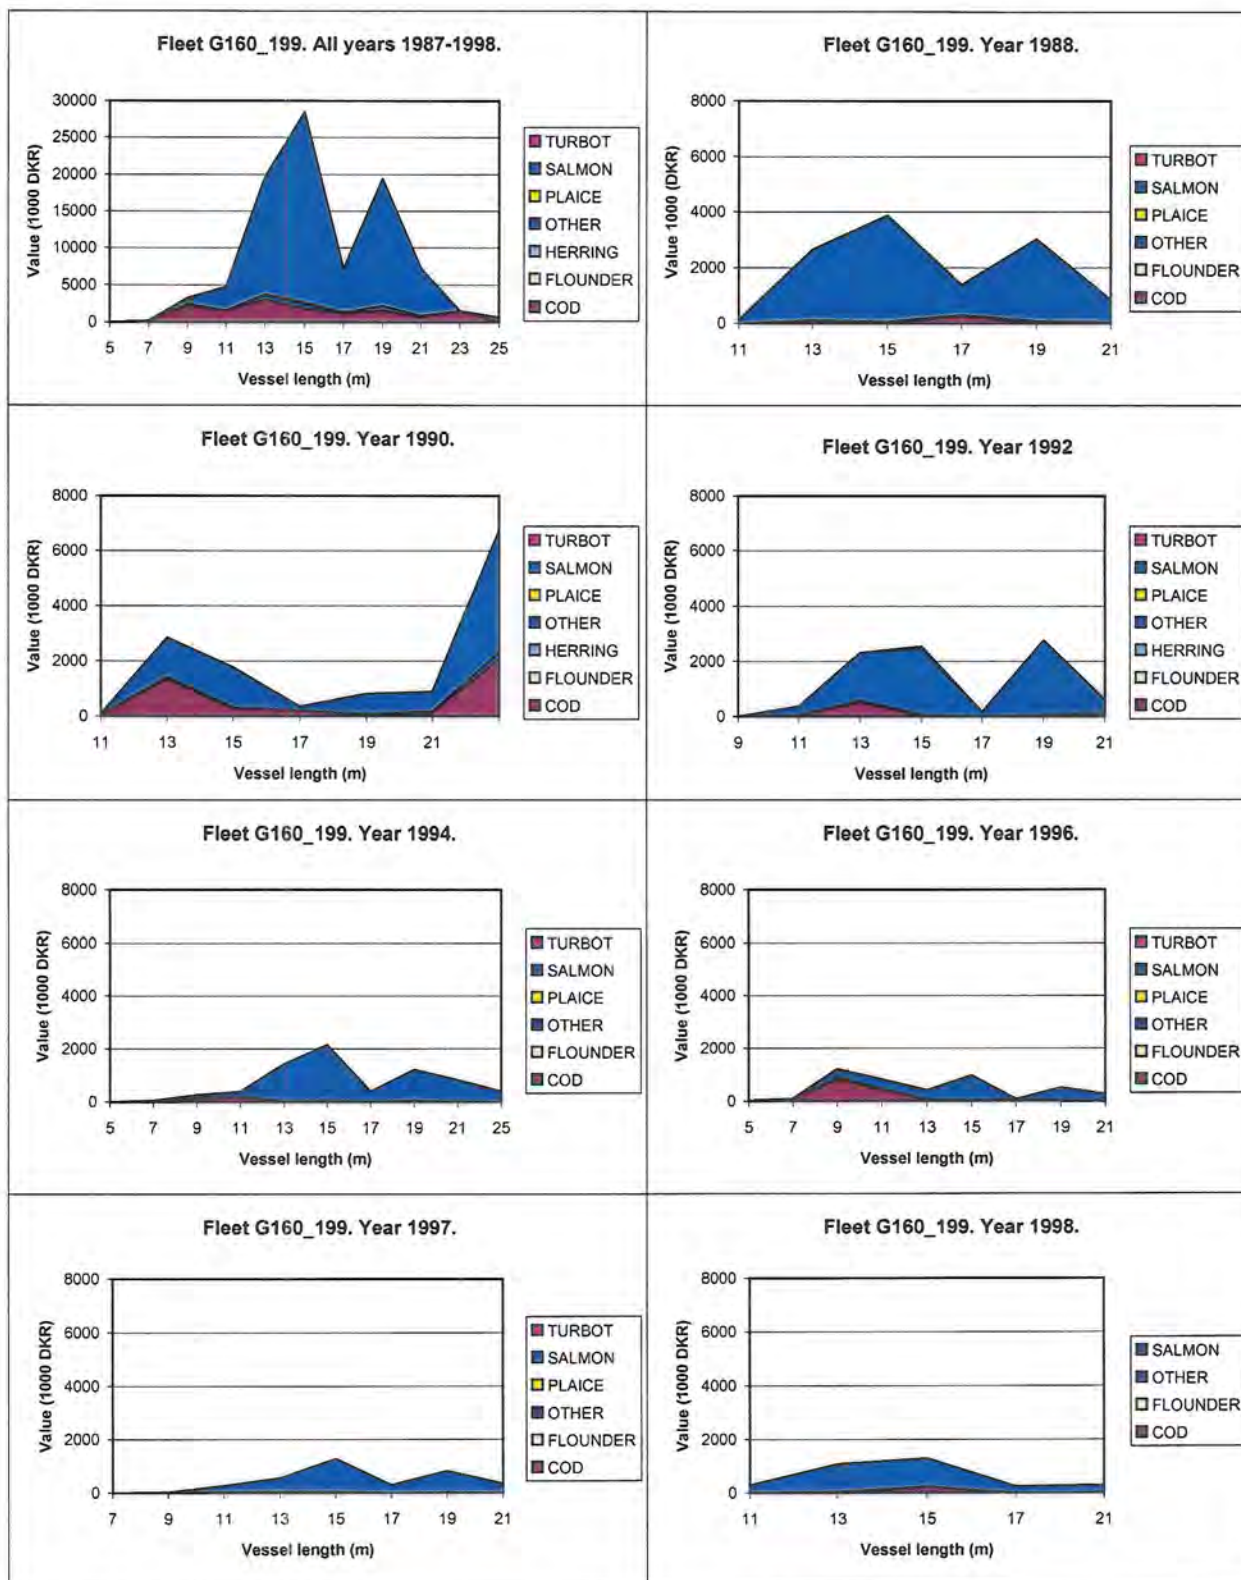 Fleet G160_199. All years 1987-1998.
Value (1000 DKR)
30000
25000
20000
15000
10000
5000
0
5 7 9 11 13 15 17 19 21 23 25
Vessel length (m)
TURBOT
SALMON
PLAICE
OTHER
HERRING
FLOUNDER
COD
Fleet G160_199. Year 1988.
Value 1000 (DKR)
8000
6000
4000
2000
0
11 13 15 17 19 21
Vessel length (m)
TURBOT
SALMON
PLAICE
OTHER
FLOUNDER
COD
Fleet G160_199. Year 1990.
Value (1000 DKR)
8000
6000
4000
2000
0
11 13 15 17 19 21
Vessel length (m)
TURBOT
SALMON
PLAICE
OTHER
HERRING
FLOUNDER
COD
Fleet G160_199. Year 1992
Value (1000 DKR)
8000
6000
4000
2000
0
9 11 13 15 17 19 21
Vessel length (m)
TURBOT
SALMON
PLAICE
OTHER
HERRING
FLOUNDER
COD
Fleet G160_199. Year 1994.
Value (1000 DKR)
8000
6000
4000
2000
0
5 7 9 11 13 15 17 19 21 25
Vessel length (m)
TURBOT
SALMON
PLAICE
OTHER
FLOUNDER
COD
Fleet G160_199. Year 1996.
Value (1000 DKR)
8000
6000
4000
2000
0
5 7 9 11 13 15 17 19 21
Vessel length (m)
TURBOT
SALMON
PLAICE
OTHER
FLOUNDER
COD
Fleet G160_199. Year 1997.
Value (1000 DKR)
8000
6000
4000
2000
0
7 9 11 13 15 17 19 21
Vessel length (m)
TURBOT
SALMON
PLAICE
OTHER
FLOUNDER
COD
Fleet G160_199. Year 1998.
Value (1000 DKR)
8000
6000
4000
2000
0
11 13 15 17 21
Vessel length (m)
SALMON
OTHER
FLOUNDER
COD